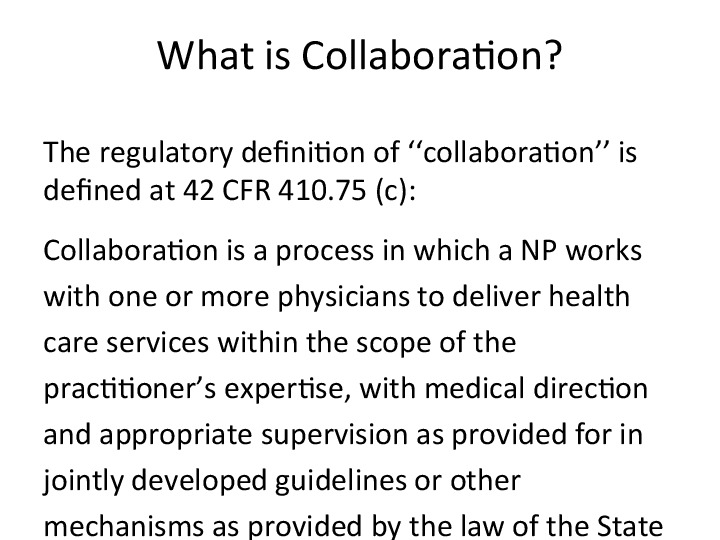 What is Collaboration?
The regulatory definition of ‘‘collaboration’’ is
defined at 42 CFR 410.75 (c):
Collaboration is a process in which a NP works
with one or more physicians to deliver health
care services within the scope of the
practitioner’s expertise, with medical direction
and appropriate supervision as provided for in
jointly developed guidelines or other
mechanisms as provided by the law of the State